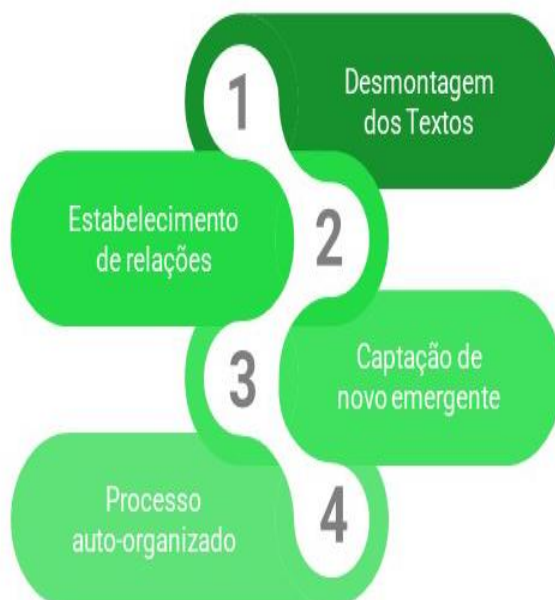 1
Desmontagem
dos Textos
Estabelecimento
de relações
2
3
Captação de
novo emergente
Processo
auto-organizado
4